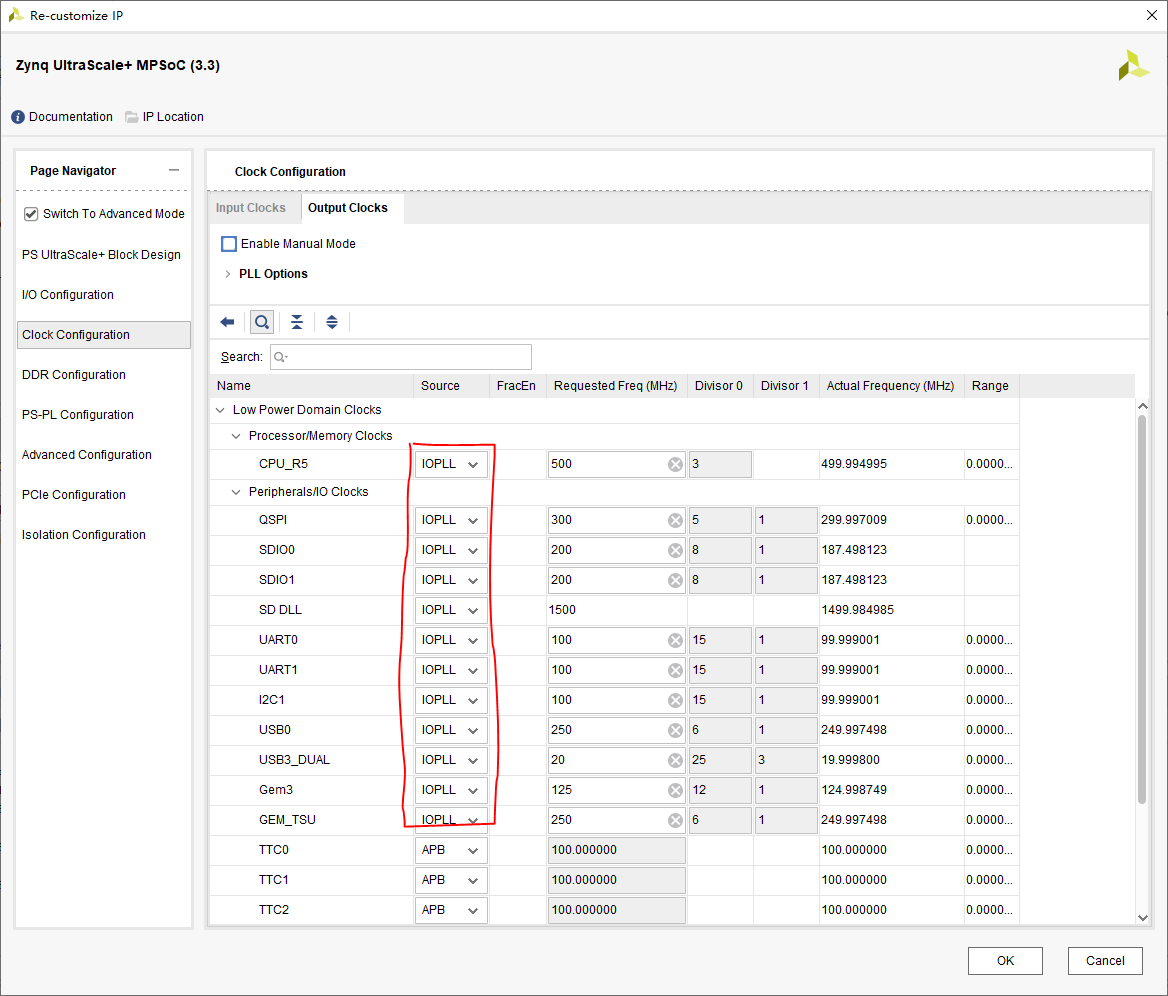 Re-customize IP
Zynq UltraScale+ MPSoC (3.3)
Documentation IP Location
Page Navigator
Switch To Advanced Mode
PS UltraScale+ Block Design
I/O Configuration
Clock Configuration
DDR Configuration
PS-PL Configuration
Advanced Configuration
PCIe Configuration
Isolation Configuration
Clock Configuration
Input Clocks Output Clocks
Enable Manual Mode
PLL Options
Search:
Name Source FracEn Requested Freq (MHz) Divisor 0 Divisor 1 Actual Frequency (MHz) Range
Low Power Domain Clocks
Processor/Memory Clocks
CPU_R5 IOPLL 500 3 499.994995 0.0000...
Peripherals/IO Clocks
QSPI IOPLL 300 5 1 299.997009 0.0000...
SDIO0 IOPLL 200 8 1 187.498123
SDIO1 IOPLL 200 8 1 187.498123
SD DLL IOPLL 1500 1499.984985
UART0 IOPLL 100 15 1 99.999001 0.0000...
UART1 IOPLL 100 15 1 99.999001 0.0000...
I2C1 IOPLL 100 15 1 99.999001 0.0000...
USB0 IOPLL 250 6 1 249.997498 0.0000...
USB3_DUAL IOPLL 20 25 3 19.999800 0.0000...
Gem3 IOPLL 125 12 1 124.998749 0.0000...
GEM_TSU IOPLL 250 6 1 249.997498 0.0000...
TTC0 APB 100.000000 100.000000 0.0000...
TTC1 APB 100.000000 100.000000 0.0000...
TTC2 APB 100.000000 100.000000 0.0000...
OK Cancel